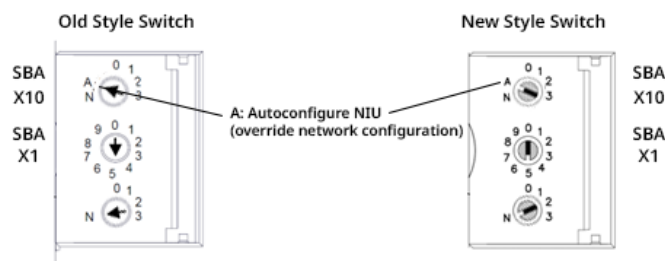 Old Style Switch
New Style Switch
SBA
X10
A
N
0
1
2
3
A: Autoconfigure NIU
(override network configuration)
SBA
X1
9
0
1
8
2
7
3
6
5
4
0
1
2
N
3
A
0
1
2
N
3
SBA
X10
9
0
1
8
2
7
3
6
5
4
SBA
X1
0
1
2
N
3